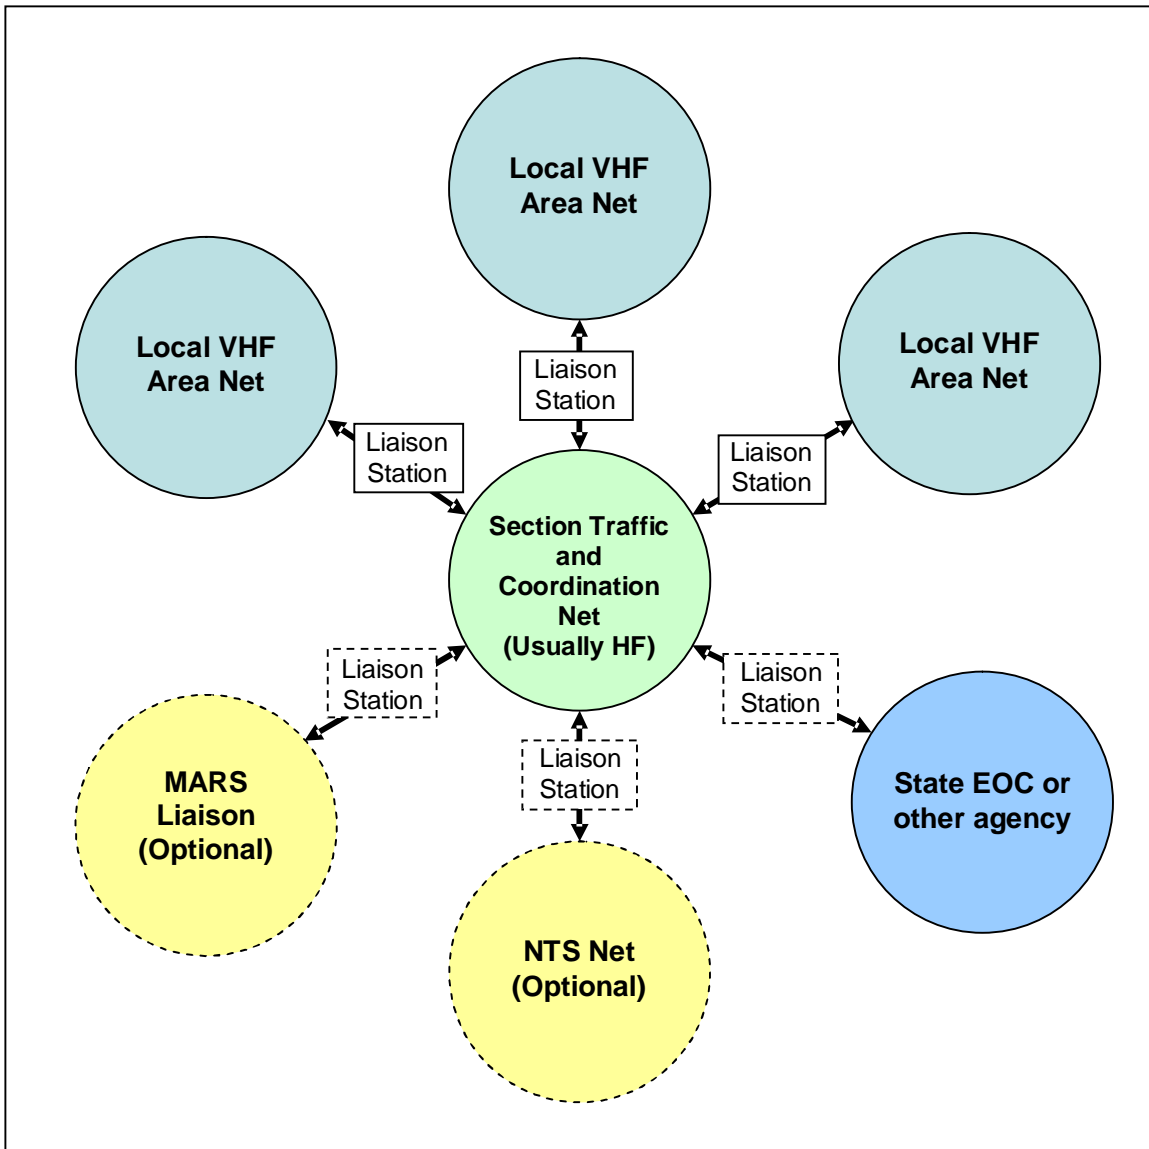 Local VHF
Area Net
Local VHF
Area Net
Local VHF
Area Net
Liaison
Station
Liaison
Station
Liaison
Station
Section Traffic
and
Coordination
Net
(Usually HF)
Liaison
Station
Liaison
Station
Liaison
Station
MARS
Liaison
(Optional)
State EOC or
other agency
NTS Net
(Optional)